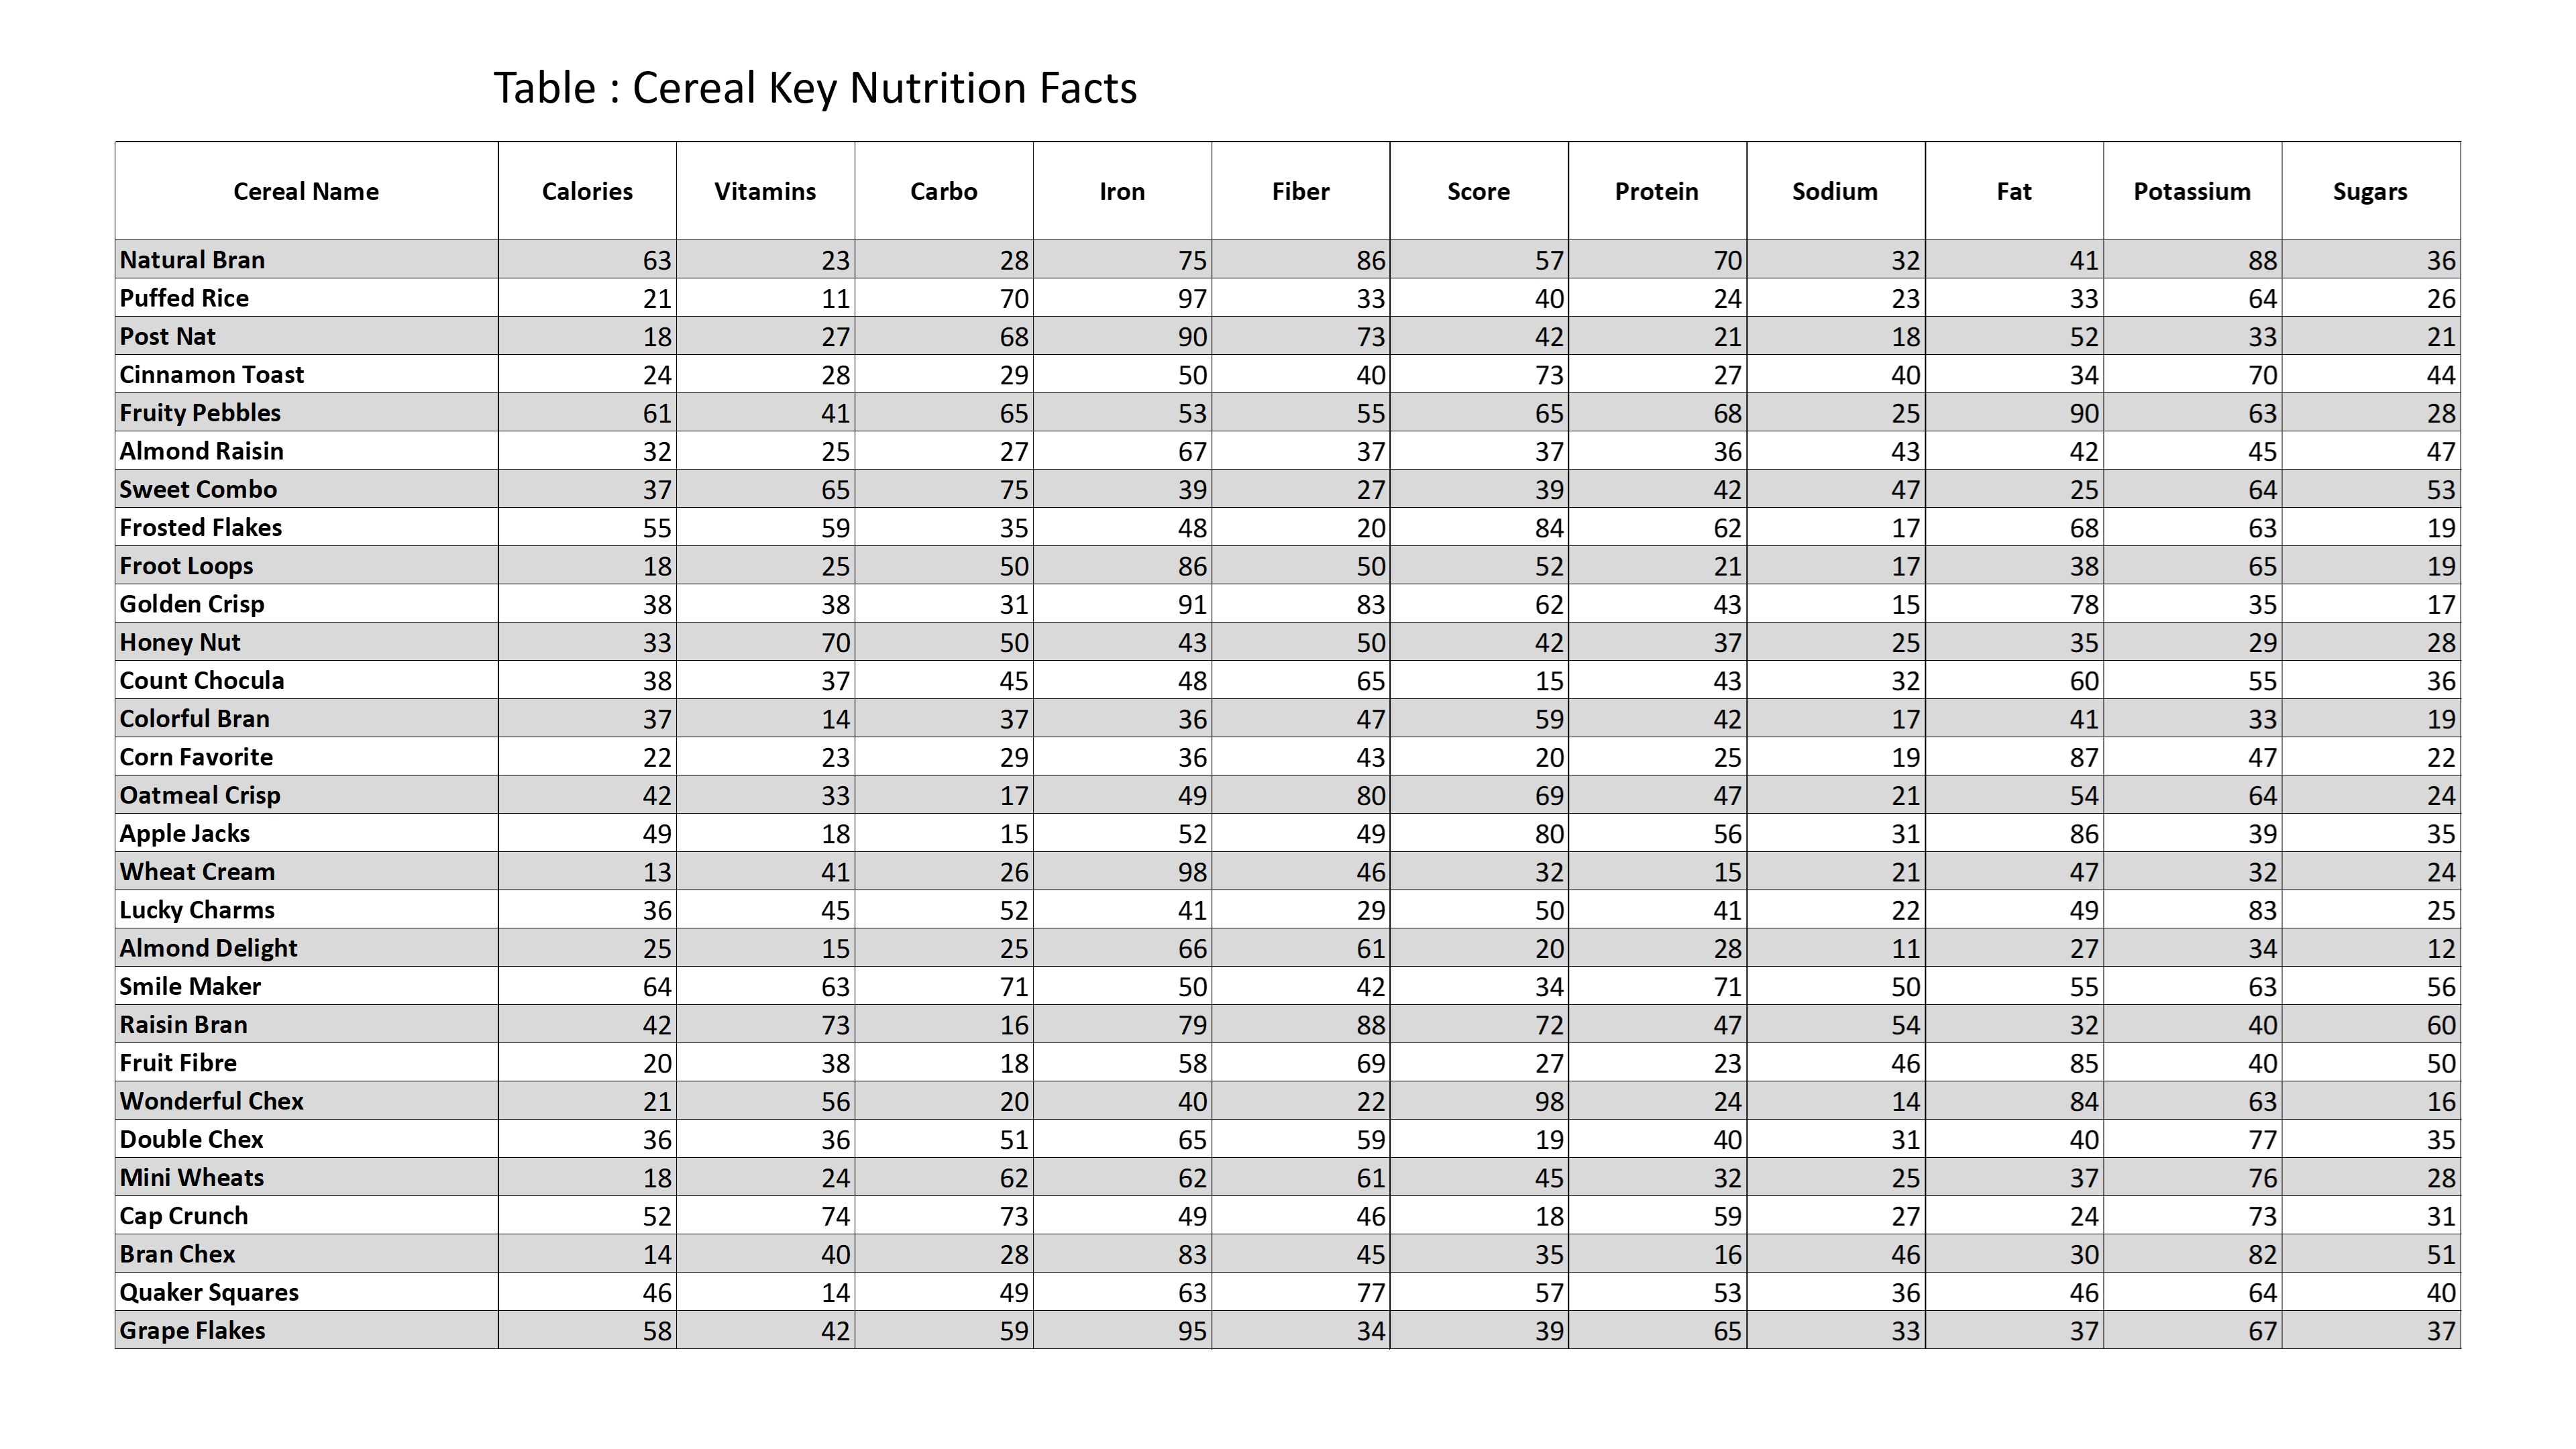 Table : Cereal Key Nutrition Facts
Cereal Name Calories Vitamins Carbo Iron Fiber Score Protein Sodium Fat Potassium Sugars
Natural Bran 63 23 28 75 86 57 70 32 41 88 36
Puffed Rice 21 11 70 97 33 40 24 23 33 64 26
Post Nat 18 27 68 90 73 42 21 18 52 33 21
Cinnamon Toast 24 28 29 50 40 73 27 40 34 70 44
Fruity Pebbles 61 41 65 53 55 65 68 25 90 63 28
Almond Raisin 32 25 27 67 37 37 36 43 42 45 47
Sweet Combo 37 65 75 39 27 39 42 47 25 64 53
Frosted Flakes 55 59 35 48 20 84 62 17 68 63 19
Froot Loops 18 25 50 86 50 52 21 17 38 65 19
Golden Crisp 38 38 31 91 83 62 43 15 78 35 17
Honey Nut 33 70 50 43 50 42 37 25 35 29 28
Count Chocula 38 37 45 48 65 15 43 32 60 55 36
Colorful Bran 37 14 37 36 47 59 42 17 41 33 19
Corn Favorite 22 23 29 36 43 20 25 19 87 47 22
Oatmeal Crisp 42 33 17 49 80 69 47 21 54 64 24
Apple Jacks 49 18 15 52 49 80 56 31 86 39 35
Wheat Cream 13 41 26 98 46 32 15 21 47 32 24
Lucky Charms 36 45 52 41 29 50 41 22 49 83 25
Almond Delight 25 15 25 66 61 20 28 11 27 34 12
Smile Maker 64 63 71 50 42 34 71 50 55 63 56
Raisin Bran 42 73 16 79 88 72 47 54 32 40 60
Fruit Fibre 20 38 18 58 69 27 23 46 85 40 50
Wonderful Chex 21 56 20 40 22 98 24 14 84 63 16
Double Chex 36 36 51 65 59 19 40 31 40 77 35
Mini Wheats 18 24 62 62 61 45 32 25 37 76 28
Cap Crunch 52 74 73 49 46 18 59 27 24 73 31
Bran Chex 14 40 28 83 45 35 16 46 30 82 51
Quaker Squares 46 14 49 63 77 57 53 36 46 64 40
Grape Flakes 58 42 59 95 34 39 65 33 37 67 37